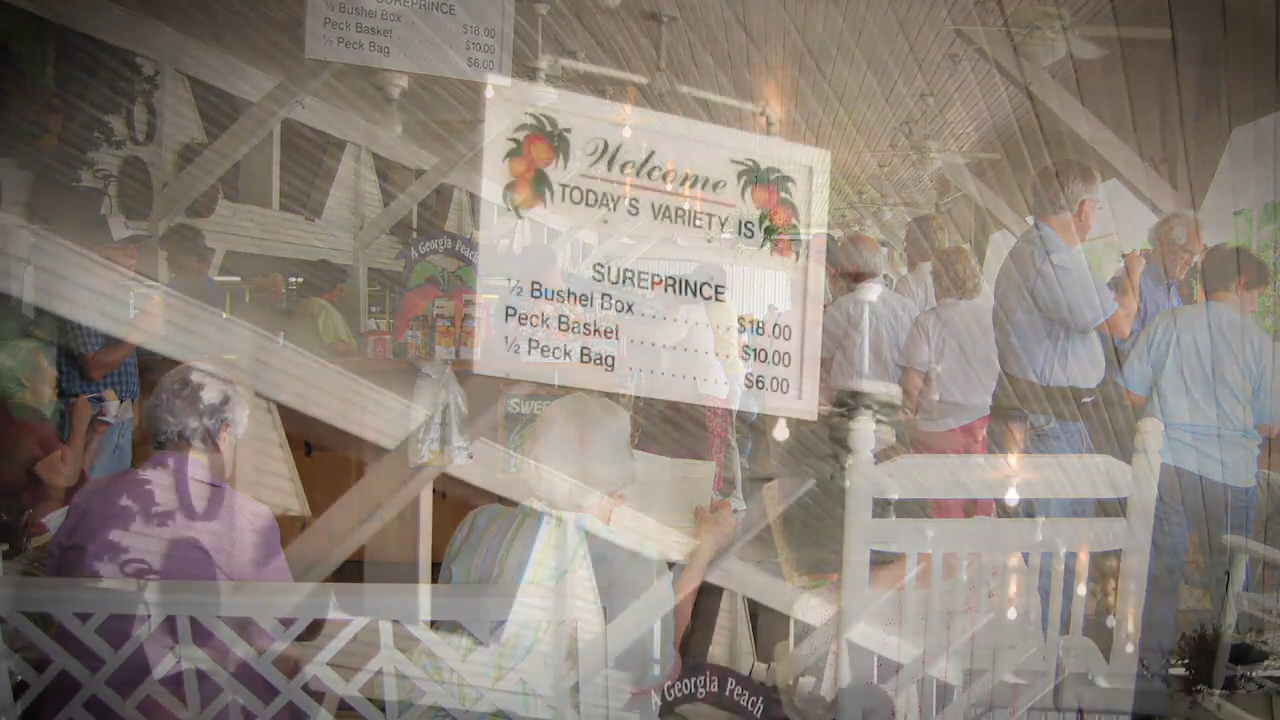 SUREPRINCE
½ Bushel Box . . . . . . . . $18.00
Peck Basket . . . . . . . . . $10.00
½ Peck Bag . . . . . . . . . $6.00
Welcome
TODAY'S VARIETY IS
SUREPRINCE
½ Bushel Box . . . . . . . . $18.00
Peck Basket . . . . . . . . . $10.00
½ Peck Bag . . . . . . . . . $6.00
A Georgia Peach
SWEE
A Georgia Peach